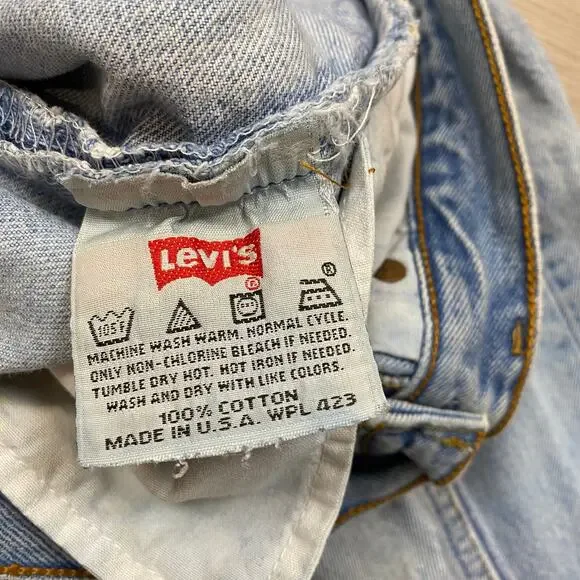 Levi's
®
®
105F
MACHINE WASH WARM. NORMAL CYCLE.
ONLY NON-CHLORINE BLEACH IF NEEDED.
TUMBLE DRY HOT. HOT IRON IF NEEDED.
WASH AND DRY WITH LIKE COLORS.
100% COTTON
MADE IN U.S.A. WPL 423